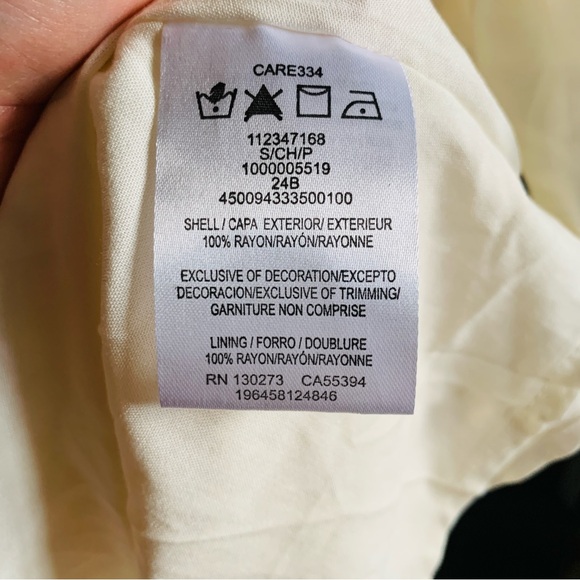 CARE334
112347168
S/CH/P
1000005519
24B
450094333500100
SHELL / CAPA EXTERIOR/ EXTERIEUR
100% RAYON/RAYÓN/RAYONNE
EXCLUSIVE OF DECORATION/EXCEPTO
DECORACION/EXCLUSIVE OF TRIMMING/
GARNITURE NON COMPRISE
LINING / FORRO / DOUBLURE
100% RAYON/RAYÓN/RAYONNE
RN 130273 CA55394
196458124846